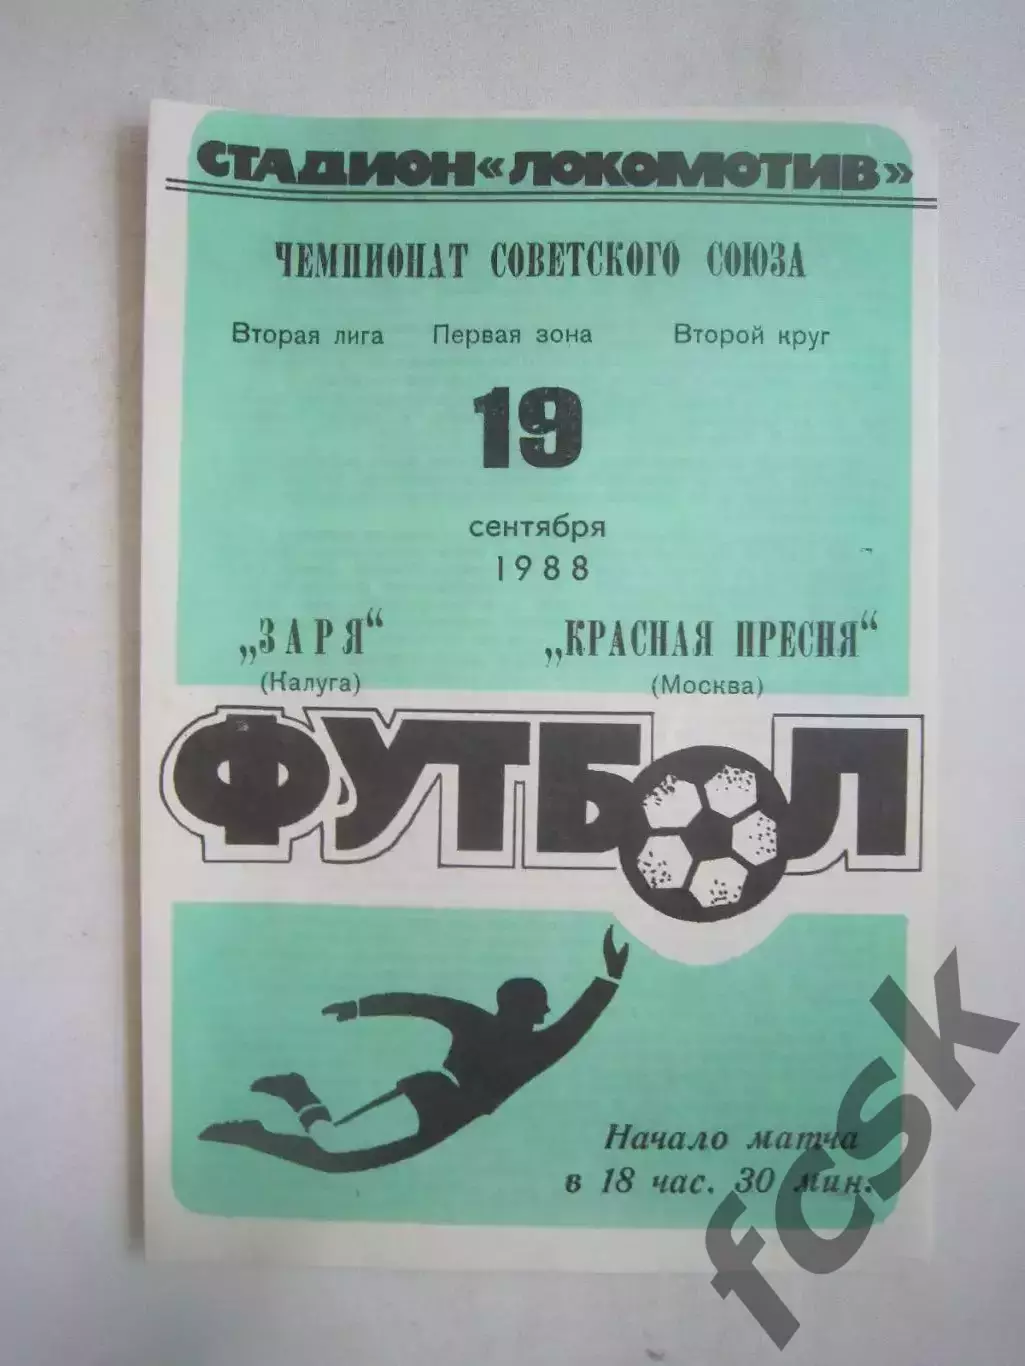 СТАДИОН «ЛОКОМОТИВ»
ЧЕМПИОНАТ СОВЕТСКОГО СОЮЗА
Вторая лига Первая зона Второй круг
19
сентября
1988
„ЗАРЯ“ „КРАСНАЯ ПРЕСНЯ“
(Калуга) (Москва)
ФУТБОЛ
Начало матча
в 18 час. 30 мин.
fcsk